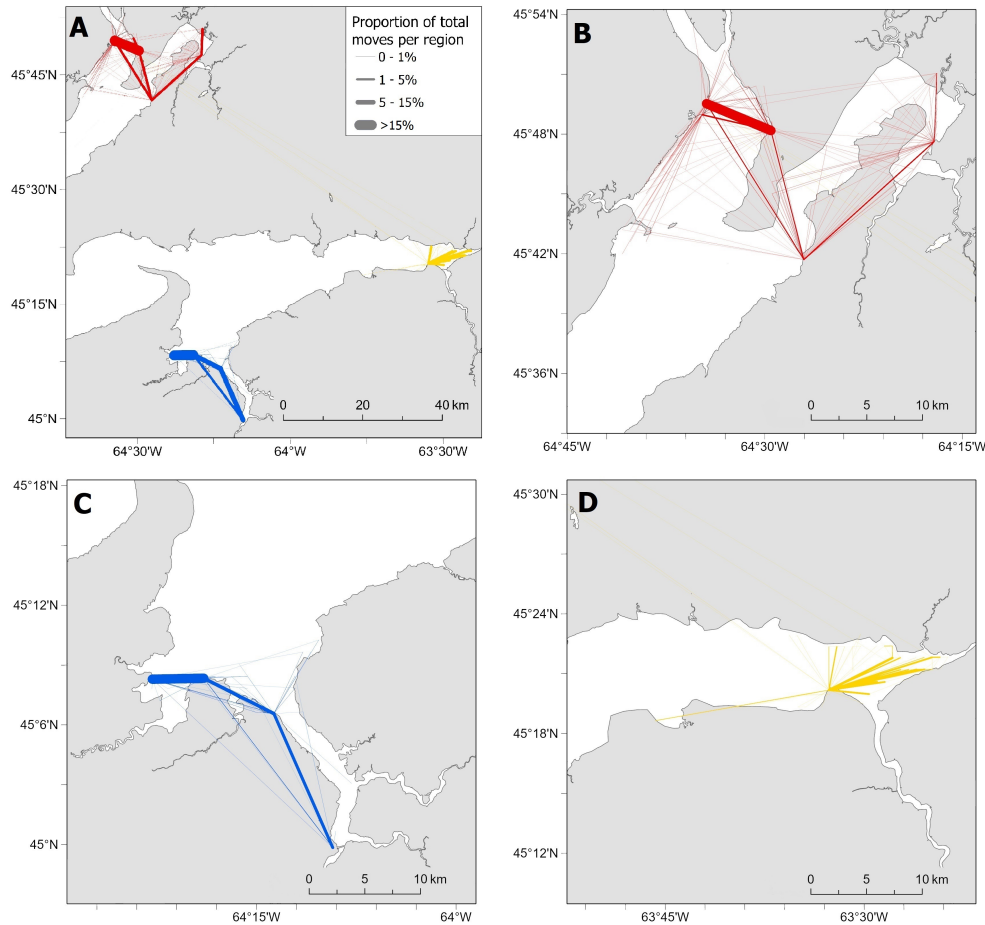 A
Proportion of total
moves per region
0 - 1%
1 - 5%
5 - 15%
>15%
45°45'N
45°30'N
45°15'N
45°N
0 20 40 km
64°30'W 64°W 63°30'W
B
45°54'N
45°48'N
45°42'N
45°36'N
0 5 10 km
64°45'W 64°30'W 64°15'W
C
45°18'N
45°12'N
45°6'N
45°N
0 5 10 km
64°15'W 64°W
D
45°30'N
45°24'N
45°18'N
45°12'N
0 5 10 km
63°45'W 63°30'W